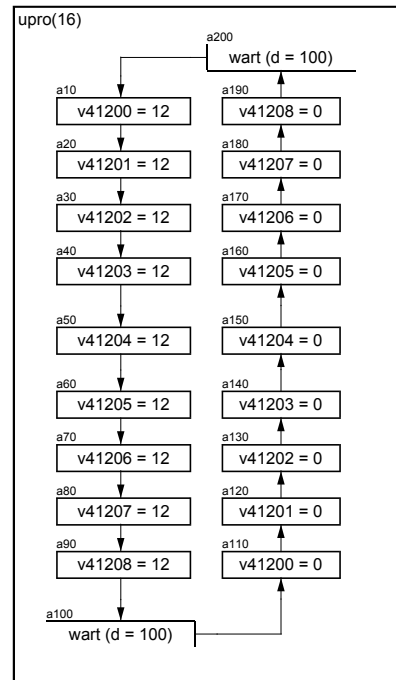 upro(16)
a200
wart (d = 100)
a10
v41200 = 12
a190
v41208 = 0
a20
v41201 = 12
a180
v41207 = 0
a30
v41202 = 12
a170
v41206 = 0
a40
v41203 = 12
a160
v41205 = 0
a50
v41204 = 12
a150
v41204 = 0
a60
v41205 = 12
a140
v41203 = 0
a70
v41206 = 12
a130
v41202 = 0
a80
v41207 = 12
a120
v41201 = 0
a90
v41208 = 12
a110
v41200 = 0
a100
wart (d = 100)